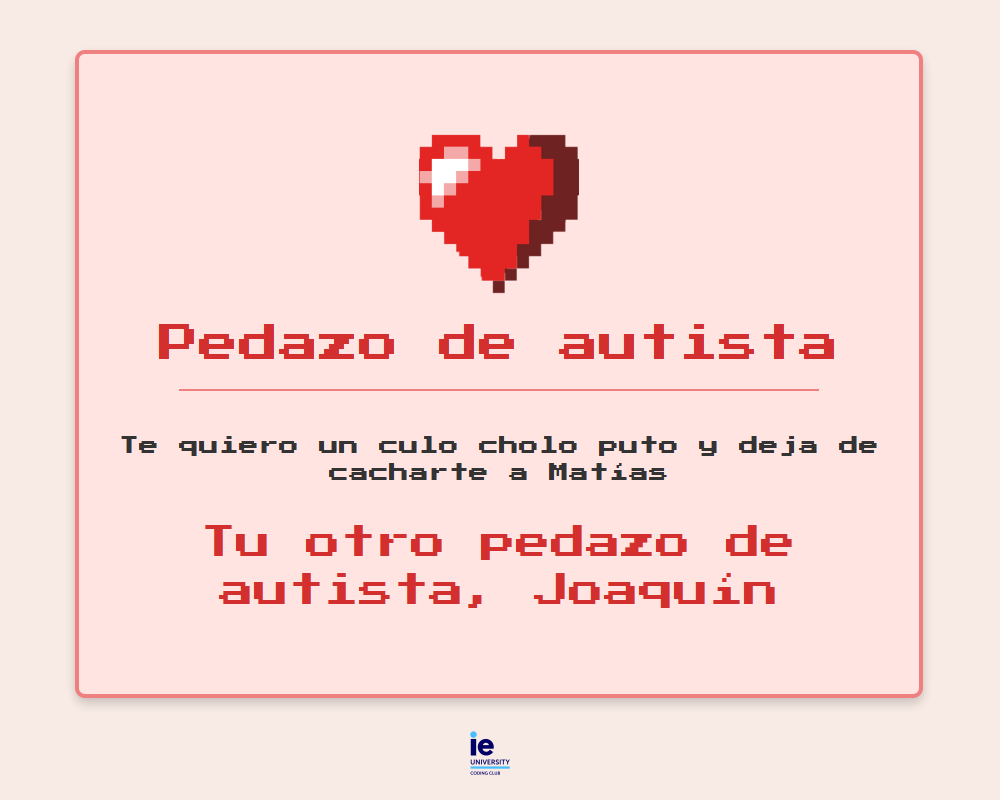 Pedazo de autista
Te quiero un culo cholo puto y deja de
cacharte a Matías
Tu otro pedazo de
autista, Joaquín
ie
UNIVERSITY
CODING CLUB